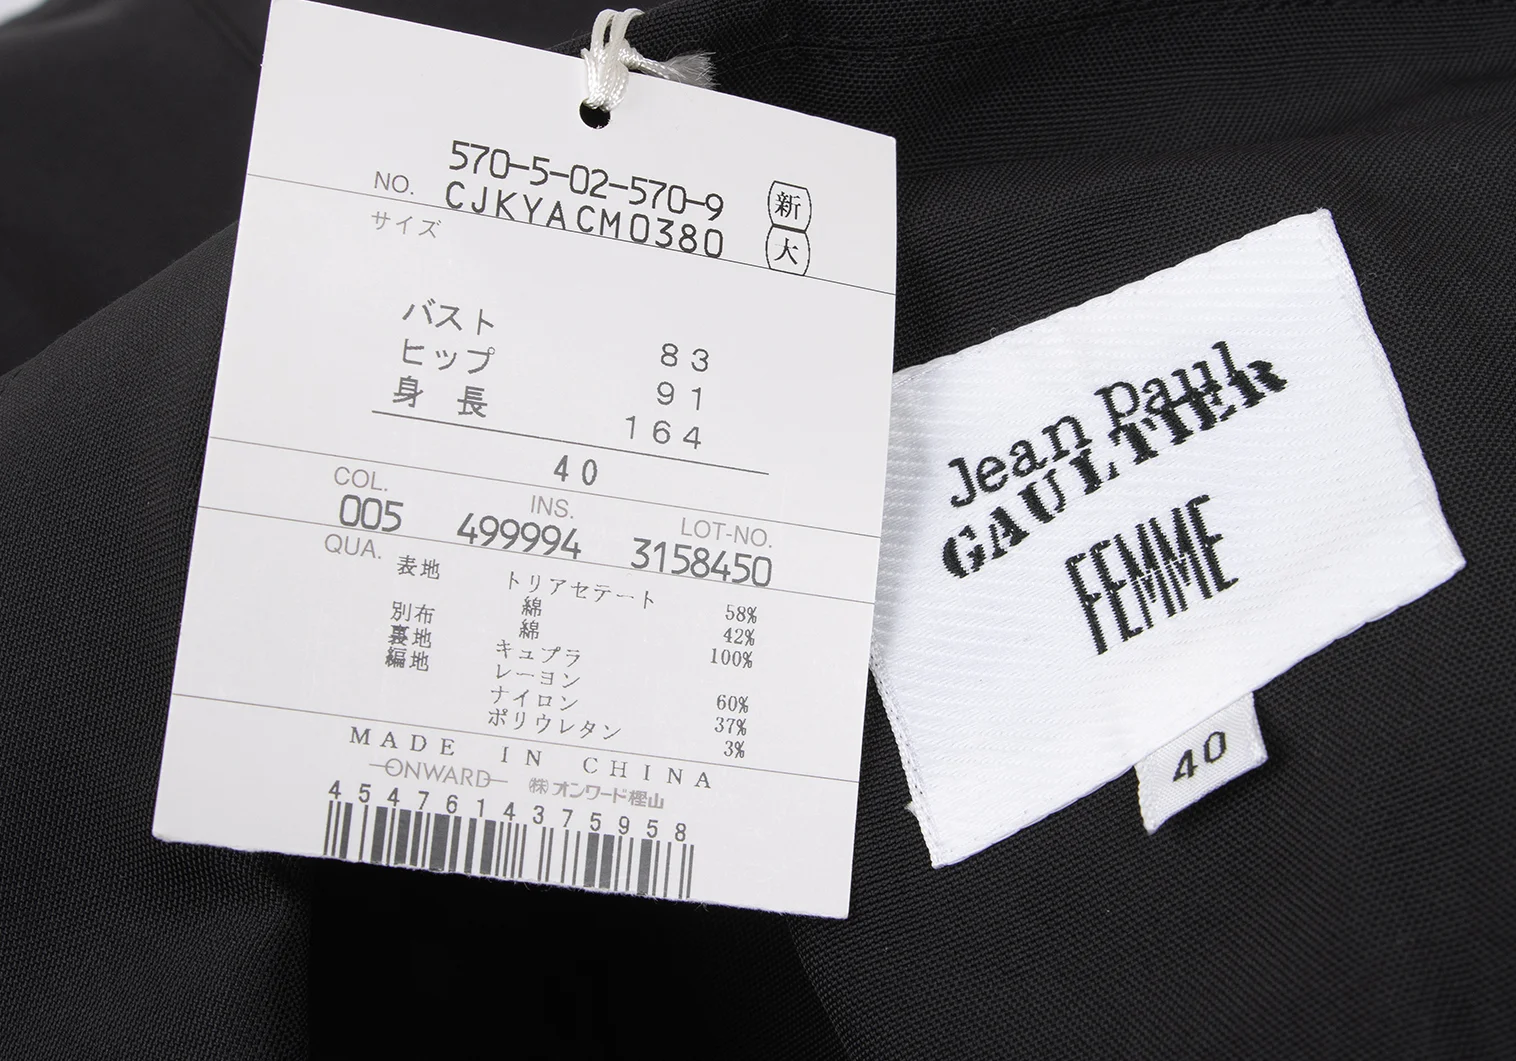 570-5-02-570-9
NO. CJKYACM0380
新
大
サイズ
バスト 83
ヒップ 91
身長 164
40
COL. INS. LOT-NO.
005 499994 3158450
QUA.
表地 トリアセテート 58%
綿 42%
別布 綿 100%
裏地 キュプラ
編地 レーヨン 60%
ナイロン 37%
ポリウレタン 3%
MADE IN CHINA
ONWARD ㈱オンワード樫山
4547614375958
Jean Paul
GAULTIER
FEMME
40